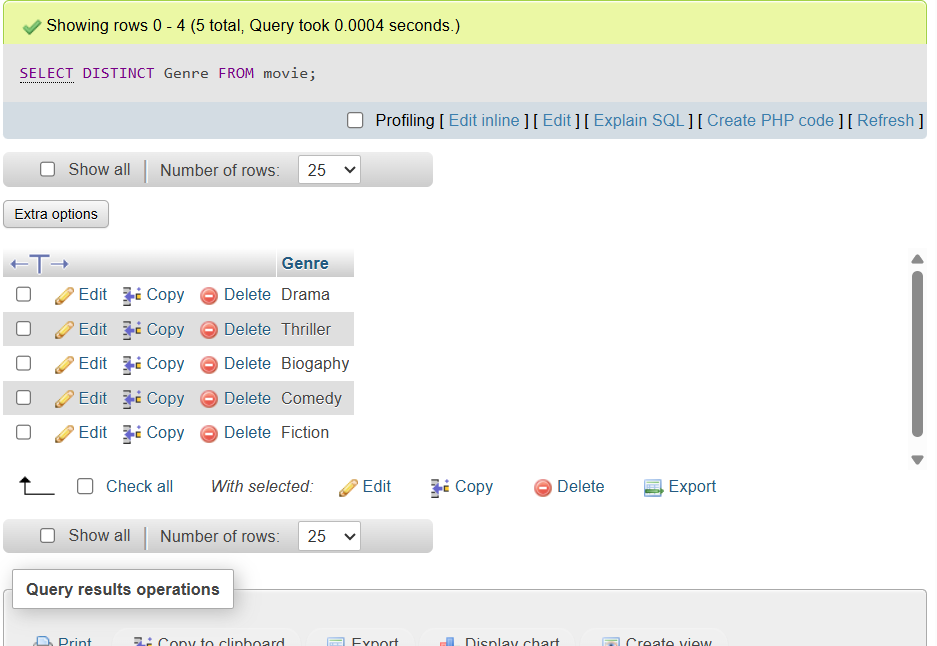 Showing rows 0 - 4 (5 total, Query took 0.0004 seconds.)
SELECT DISTINCT Genre FROM movie;
Profiling [ Edit inline ] [ Edit ] [ Explain SQL ] [ Create PHP code ] [ Refresh ]
Show all Number of rows: 25
Extra options
Genre
Edit Copy Delete Drama
Edit Copy Delete Thriller
Edit Copy Delete Biogaphy
Edit Copy Delete Comedy
Edit Copy Delete Fiction
Check all With selected: Edit Copy Delete Export
Show all Number of rows: 25
Query results operations
Print Copy to clipboard Export Display chart Create view